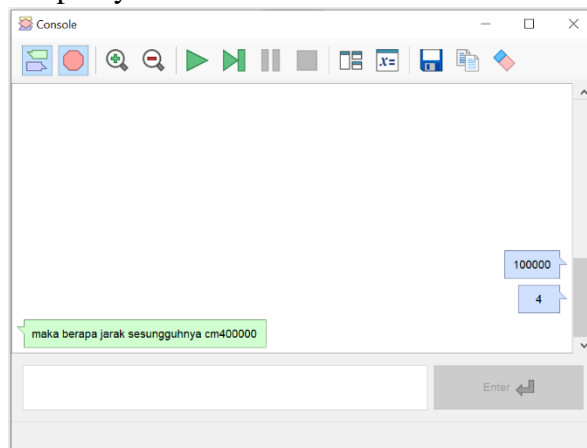 Console
x=
100000
4
maka berapa jarak sesungguhnya cm400000
Enter